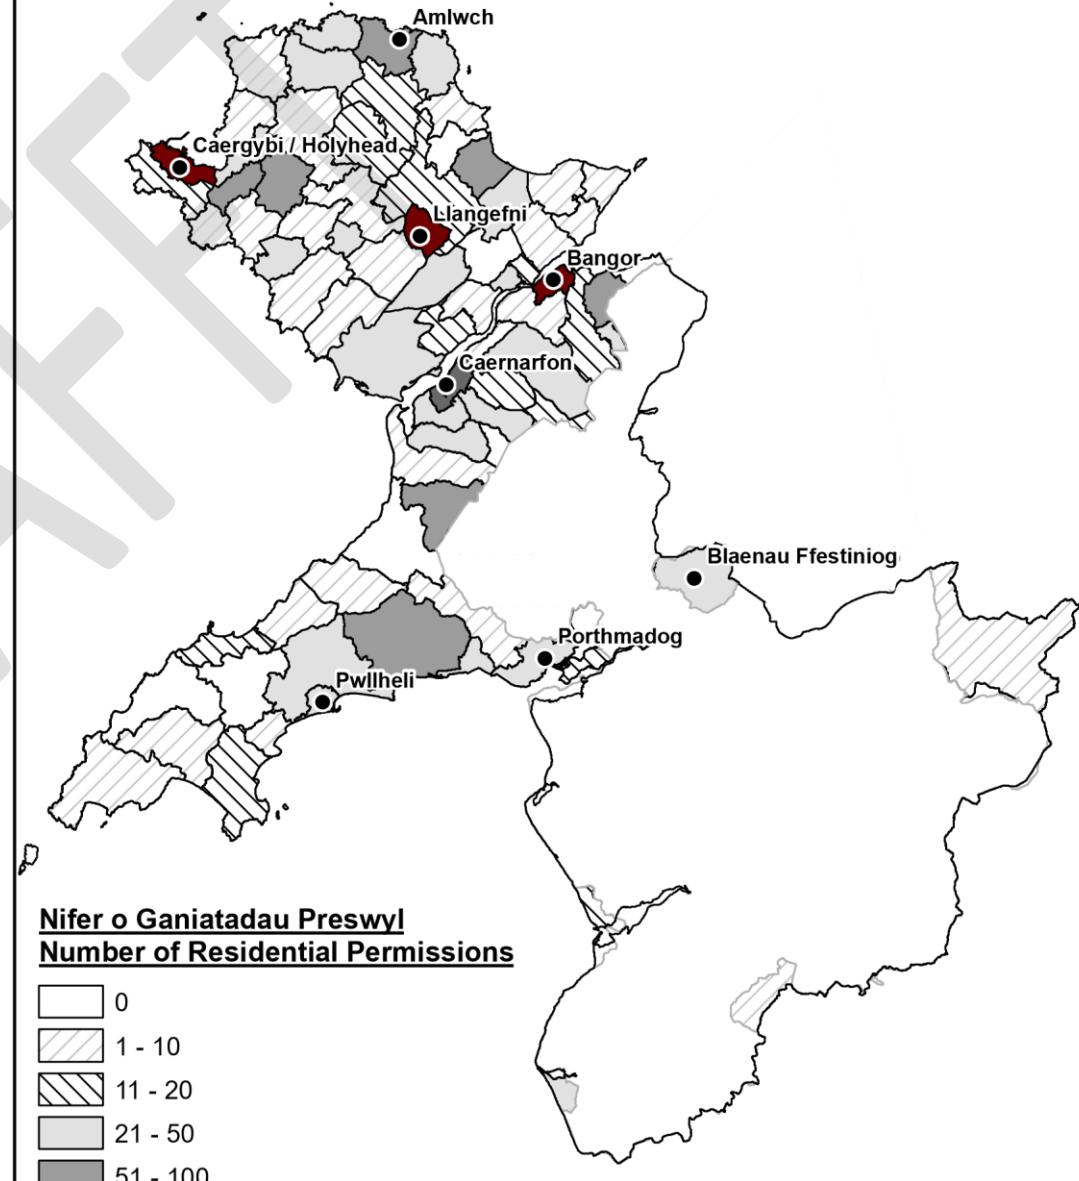 Amlwch
Caergybi / Holyhead
Llangefni
Bangor
Caernarfon
Blaenau Ffestiniog
Porthmadog
Pwllheli
Nifer o Ganiatadau Preswyl
Number of Residential Permissions
0
1 - 10
11 - 20
21 - 50
51 - 100